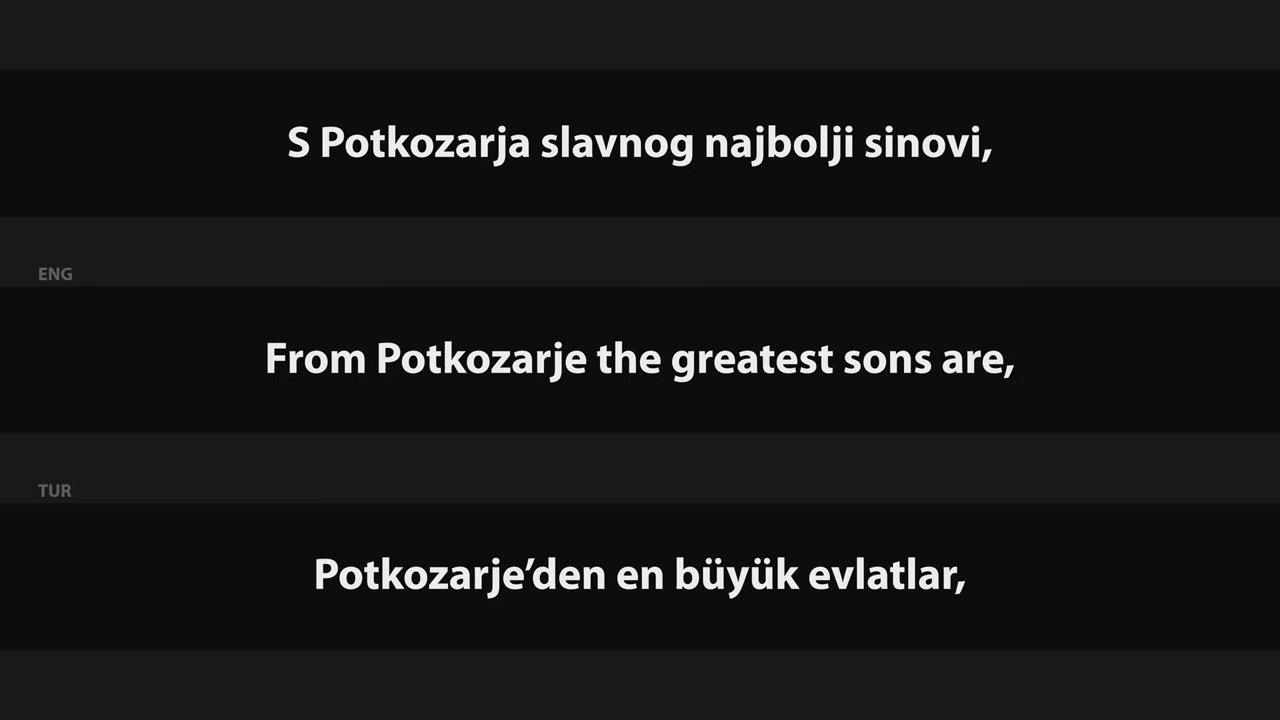 S Potkozarja slavnog najbolji sinovi,
ENG
From Potkozarje the greatest sons are,
TUR
Potkozarje’den en büyük evlatlar,